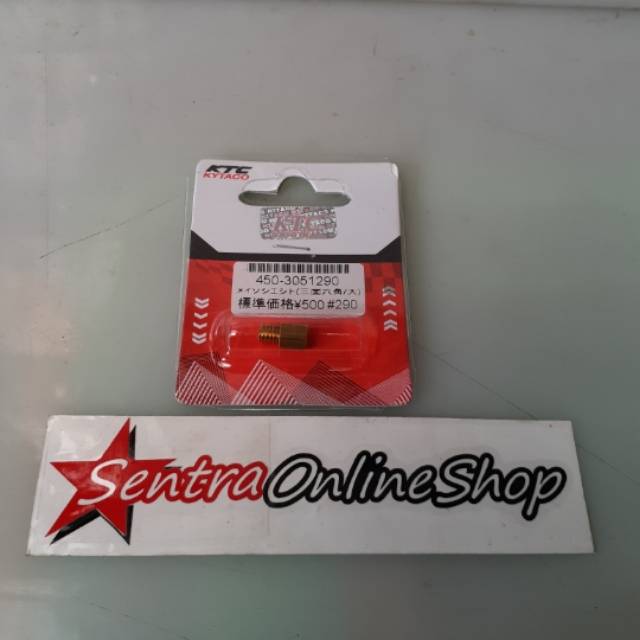 KTC
KYTACO
450-3051290
メインジェット(三国六角/大)
標準価格¥500 #290
SentraOnlineShop